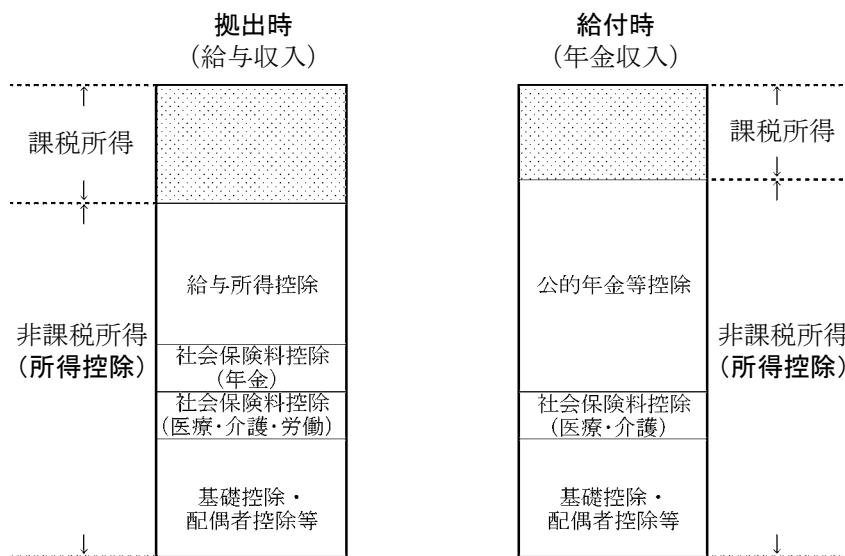 拠出時
（給与収入）
課税所得
非課税所得
（所得控除）
給与所得控除
社会保険料控除
（年金）
社会保険料控除
（医療・介護・労働）
基礎控除・
配偶者控除等
給付時
（年金収入）
公的年金等控除
社会保険料控除
（医療・介護）
基礎控除・
配偶者控除等
課税所得
非課税所得
（所得控除）